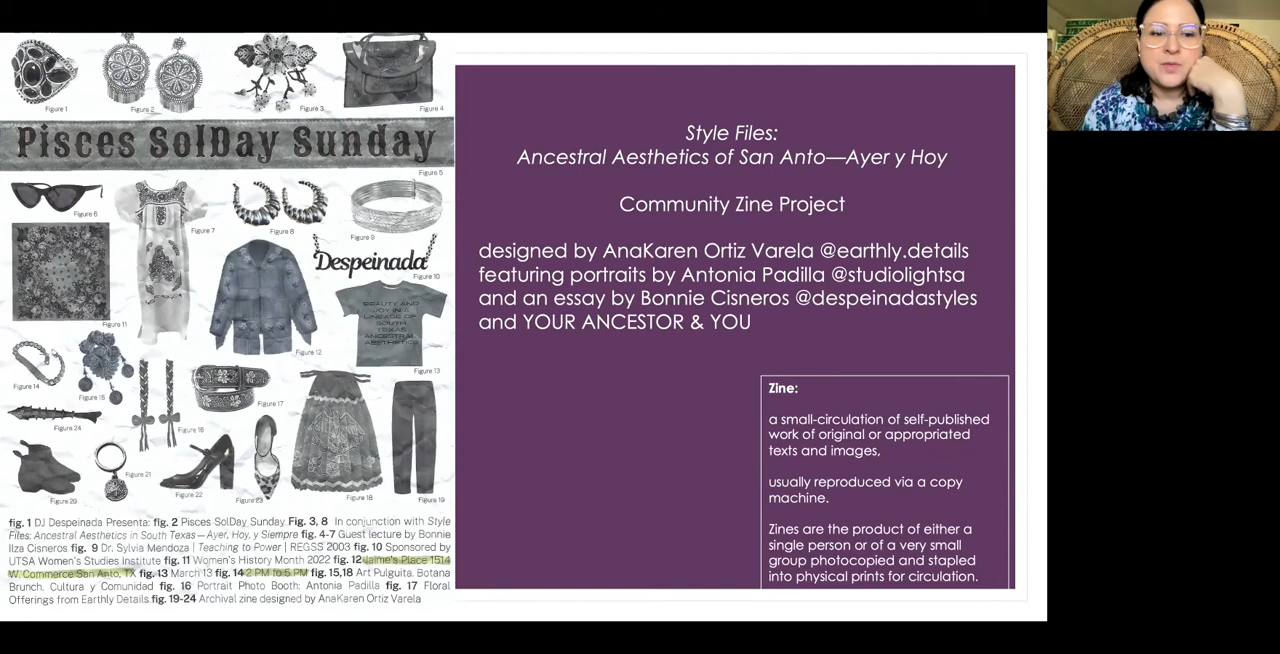 Figure 1
Figure 2
Figure 3
Figure 4
Pisces SolDay Sunday
Figure 5
Figure 6
Figure 7
Figure 8
Figure 9
Despeinada
Figure 10
Figure 11
Figure 12
BEAUTY AND
JOY IN A
LINEAGE OF
SOUTH
TEXAS
ANCESTRAL
AESTHETICS
Figure 13
Figure 14
Figure 15
Figure 16
Figure 17
Figure 24
Figure 20
Figure 21
Figure 22
Figure 23
Figure 18
Figure 19
fig. 1 DJ Despeinada Presenta: fig. 2 Pisces SolDay Sunday Fig. 3, 8 In conjunction with Style
Files: Ancestral Aesthetics in South Texas—Ayer, Hoy, y Siempre fig. 4-7 Guest lecture by Bonnie
Ilza Cisneros fig. 9 Dr. Sylvia Mendoza | Teaching to Power | REGSS 2003 fig. 10 Sponsored by
UTSA Women's Studies Institute fig. 11 Women's History Month 2022 fig. 12 Jaime's Place 1514
W. Commerce San Anto, TX fig. 13 March 13 fig. 14 2 PM to 5 PM fig. 15,18 Art Pulguita. Botana
Brunch. Cultura y Comunidad fig. 16 Portrait Photo Booth: Antonia Padilla fig. 17 Floral
Offerings from Earthly Details fig. 19-24 Archival zine designed by AnaKaren Ortiz Varela
Style Files:
Ancestral Aesthetics of San Anto—Ayer y Hoy
Community Zine Project
designed by AnaKaren Ortiz Varela @earthly.details
featuring portraits by Antonia Padilla @studiolightsa
and an essay by Bonnie Cisneros @despeinadastyles
and YOUR ANCESTOR & YOU
Zine:
a small-circulation of self-published
work of original or appropriated
texts and images,
usually reproduced via a copy
machine.
Zines are the product of either a
single person or of a very small
group photocopied and stapled
into physical prints for circulation.